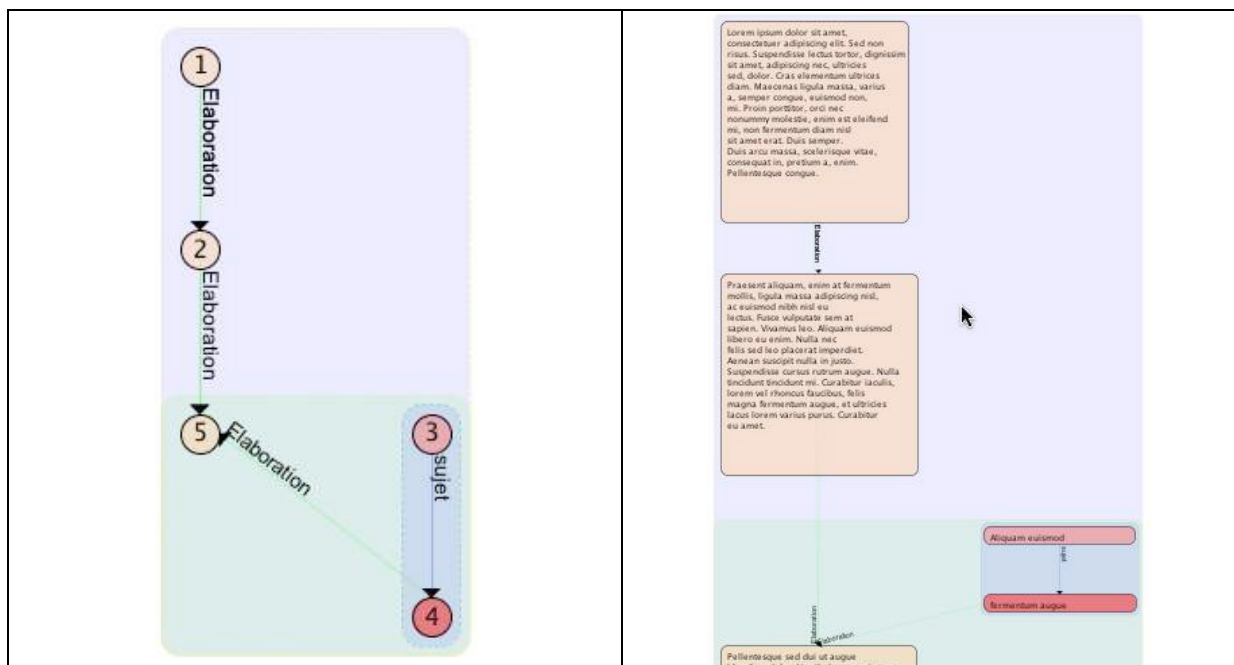 1
Elaboration
2
Elaboration
5
Elaboration
3
sujet
4
Lorem ipsum dolor sit amet,
consectetuer adipiscing elit. Sed non
risus. Suspendisse lectus tortor, dignissim
sit amet, adipiscing nec, ultricies
sed, dolor. Cras elementum ultrices
diam. Maecenas ligula massa, varius
a, semper congue, euismod non,
mi. Proin porttitor, orci nec
nonummy molestie, enim est eleifend
mi, non fermentum diam nisl
sit amet erat. Duis semper.
Duis arcu massa, scelerisque vitae,
consequat in, pretium a, enim.
Pellentesque congue.
Elaboration
Praesent aliquam, enim at fermentum
mollis, ligula massa adipiscing nisl,
ac euismod nibh nisl eu
lectus. Fusce vulputate sem at
sapien. Vivamus leo. Aliquam euismod
libero eu enim. Nulla nec
felis sed leo placerat imperdiet.
Aenean suscipit nulla in justo.
Suspendisse cursus rutrum augue. Nulla
tincidunt tincidunt mi. Curabitur iaculis,
lorem vel rhoncus faucibus, felis
magna fermentum augue, et ultricies
lacus lorem varius purus. Curabitur
eu amet.
Aliquam euismod
sujet
fermentum augue
Elaboration
Elaboration
Pellentesque sed dui ut augue